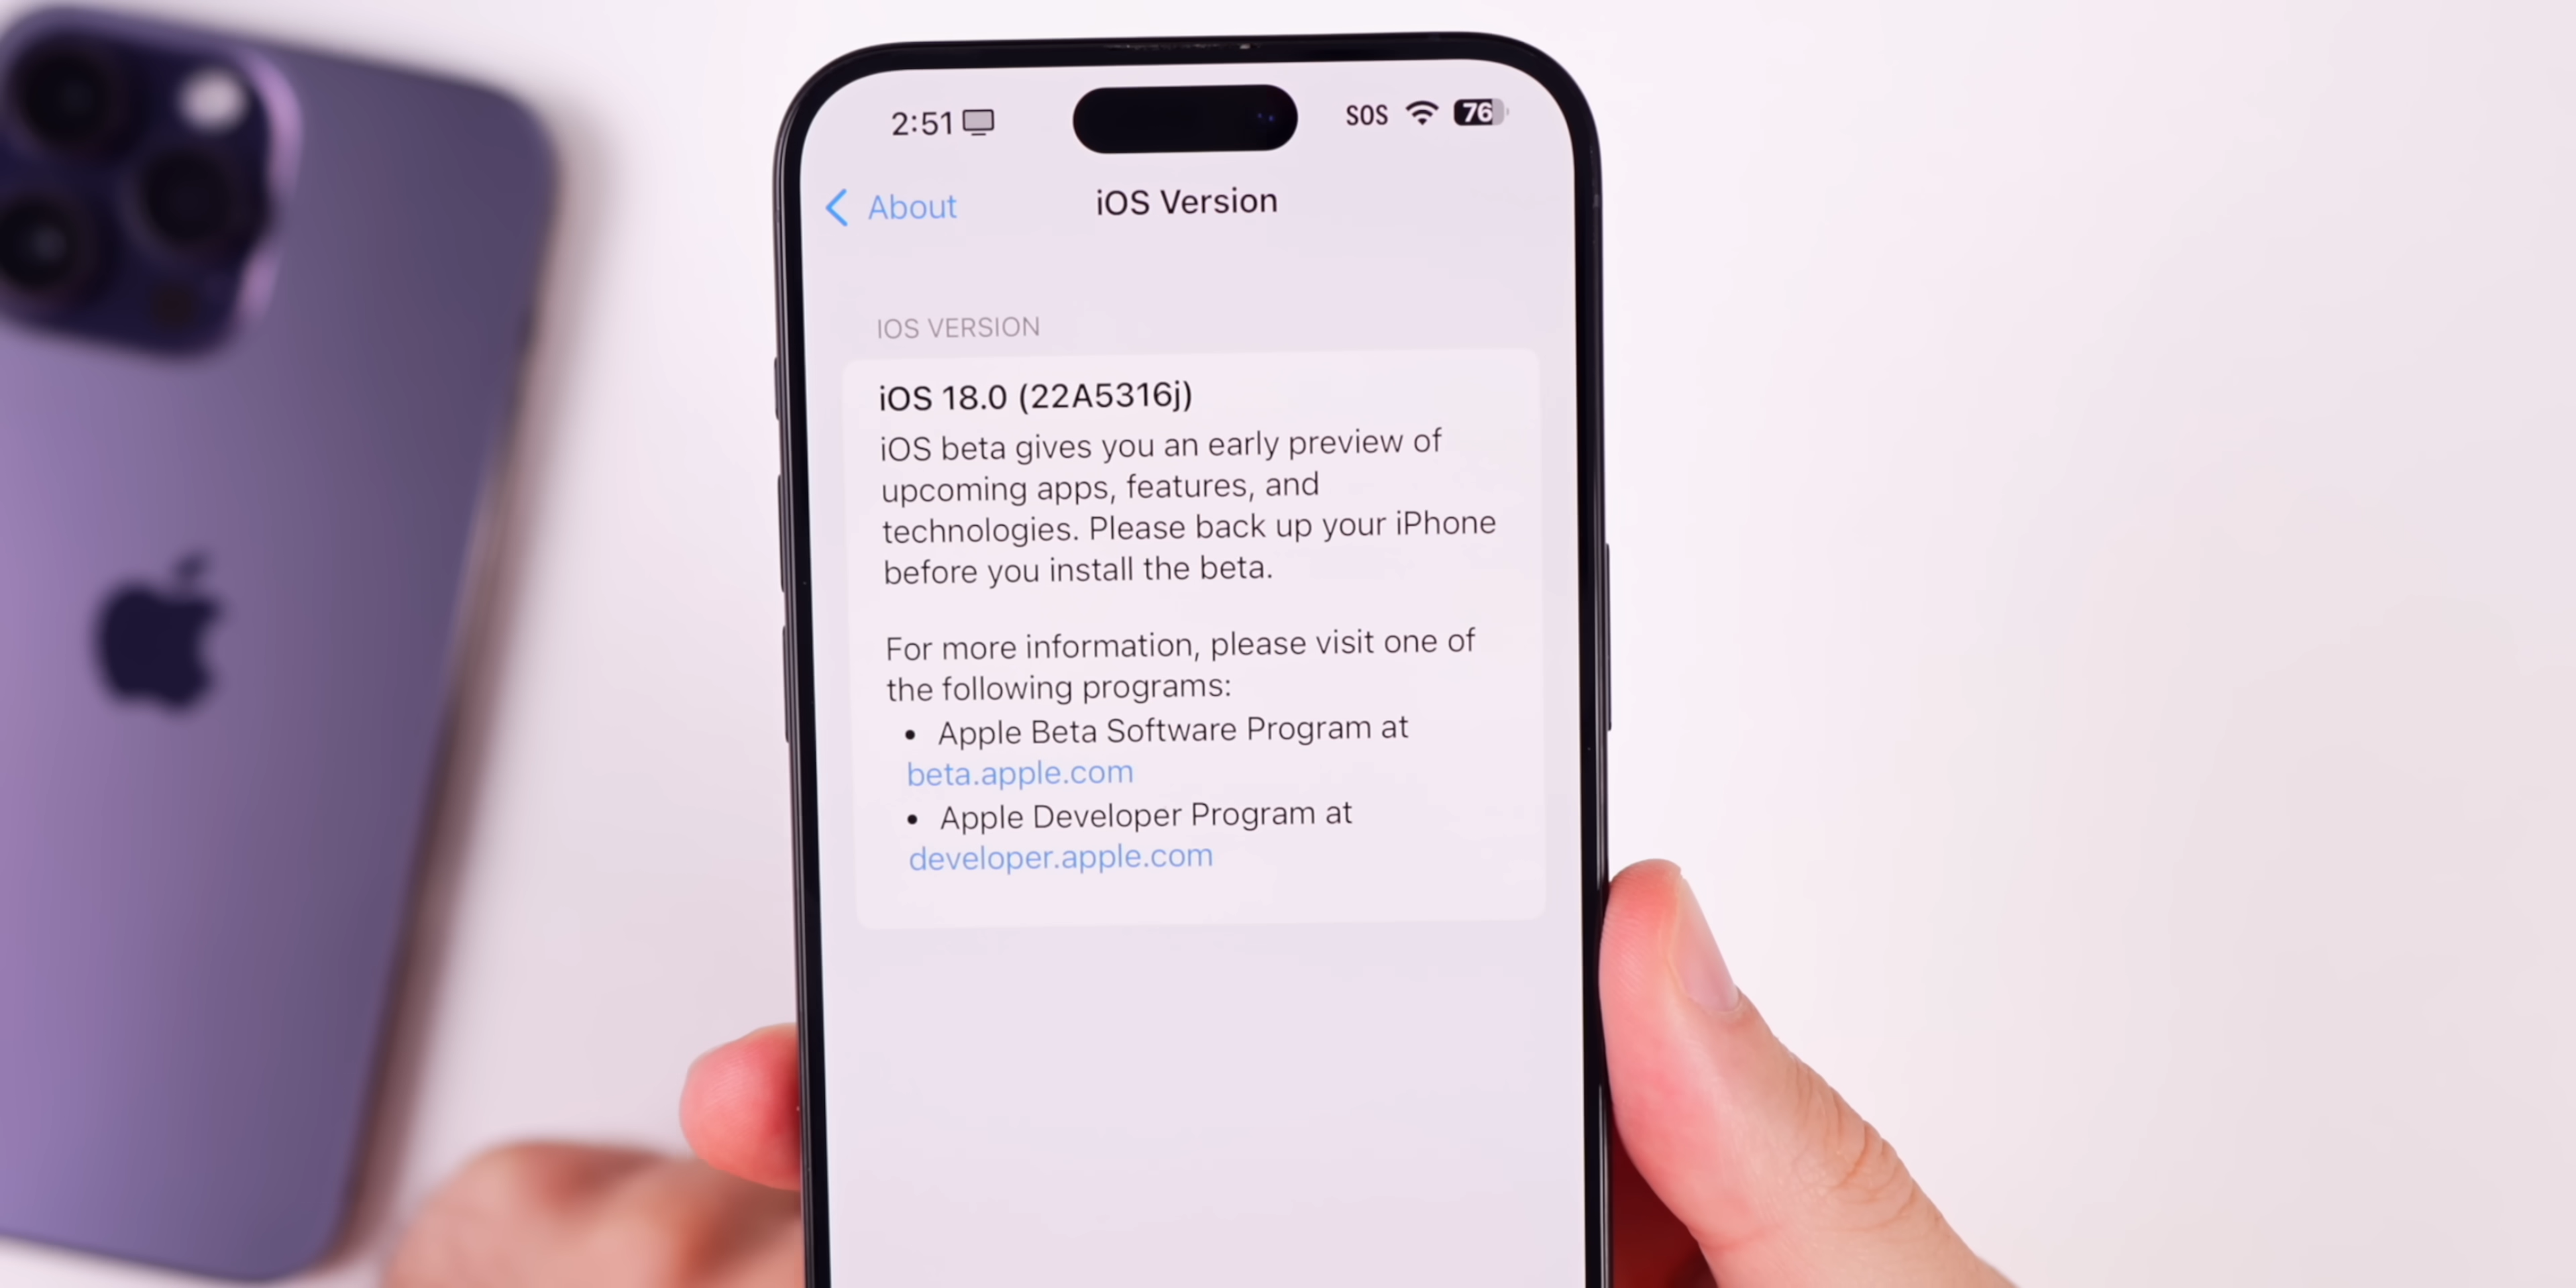 2:51
SOS 76
About
iOS Version
IOS VERSION
iOS 18.0 (22A5316j)
iOS beta gives you an early preview of
upcoming apps, features, and
technologies. Please back up your iPhone
before you install the beta.
For more information, please visit one of
the following programs:
• Apple Beta Software Program at
beta.apple.com
• Apple Developer Program at
developer.apple.com